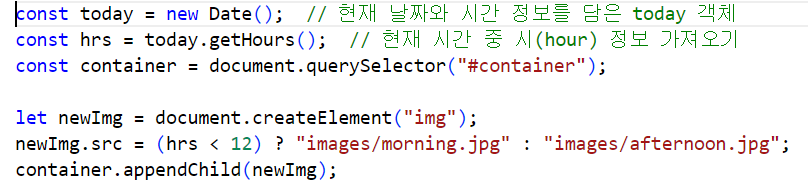 const today = new Date();  // 현재 날짜와 시간 정보를 담은 today 객체
const hrs = today.getHours();  // 현재 시간 중 시(hour) 정보 가져오기
const container = document.querySelector("#container");
let newImg = document.createElement("img");
newImg.src = (hrs < 12) ? "images/morning.jpg" : "images/afternoon.jpg";
container.appendChild(newImg);